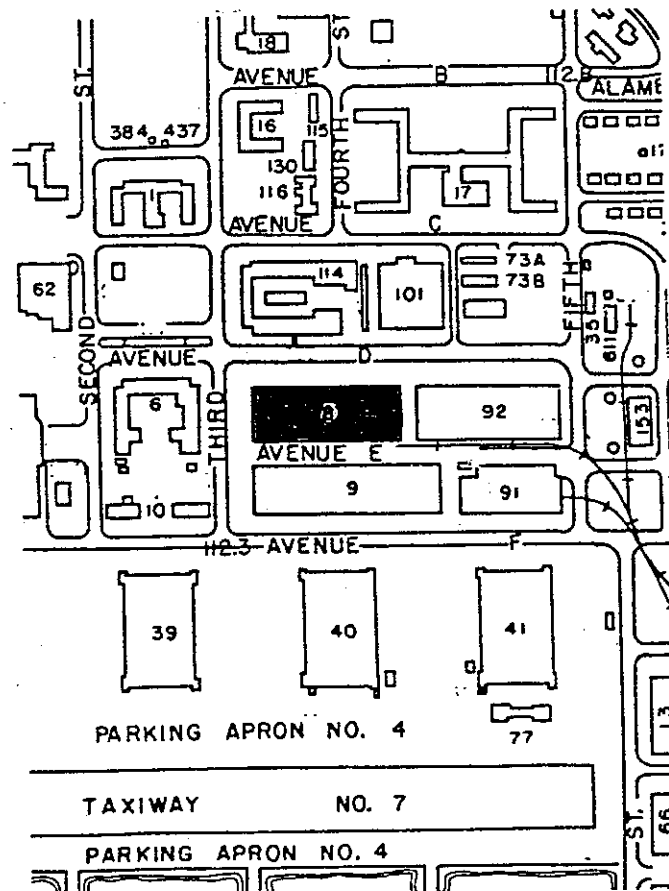 18
ST
AVENUE B 112.B
ALAME
ST.
384 437
16
115
FOURTH
130
116
17
1
AVENUE C
114
101
73A
73B
FIFTH
62
35
611
SECOND
AVENUE D
6
THIRD
8
92
153
AVENUE E
9
91
10
112.3 AVENUE F
39
40
41
PARKING APRON NO. 4
77
13
TAXIWAY NO. 7
ST.
66
PARKING APRON NO. 4